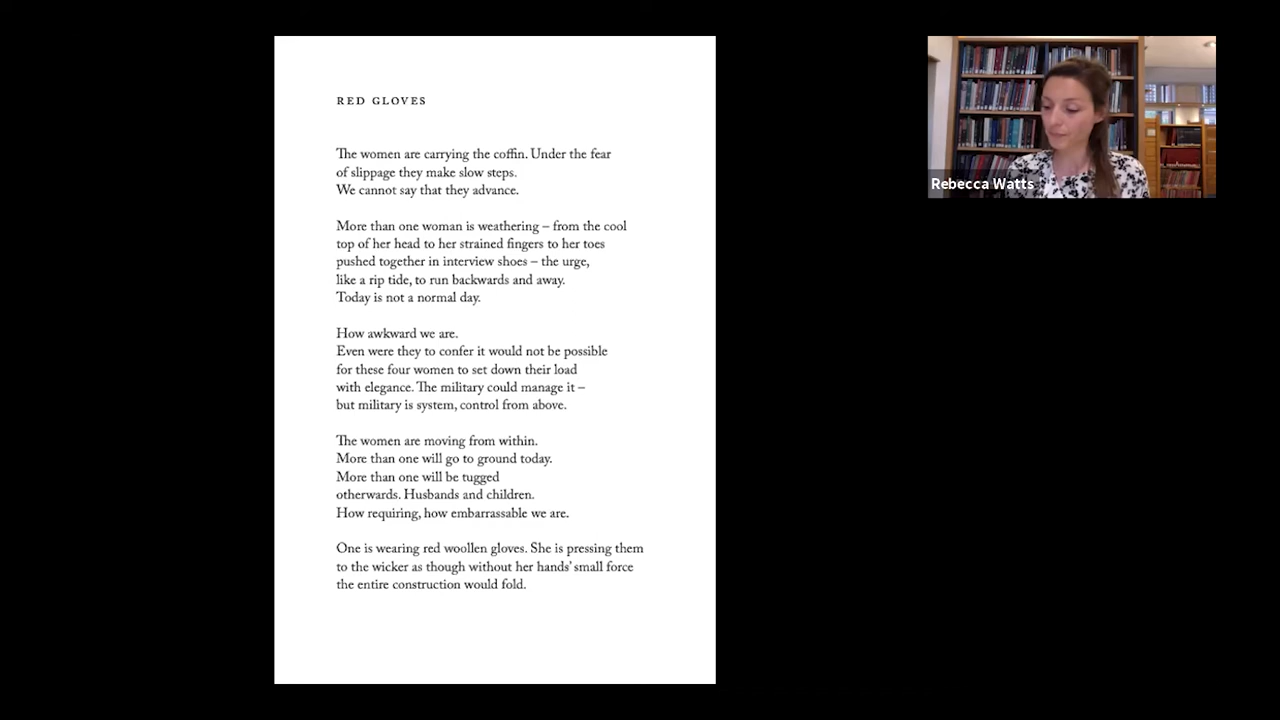 RED GLOVES
The women are carrying the coffin. Under the fear
of slippage they make slow steps.
We cannot say that they advance.
More than one woman is weathering – from the cool
top of her head to her strained fingers to her toes
pushed together in interview shoes – the urge,
like a rip tide, to run backwards and away.
Today is not a normal day.
How awkward we are.
Even were they to confer it would not be possible
for these four women to set down their load
with elegance. The military could manage it –
but military is system, control from above.
The women are moving from within.
More than one will go to ground today.
More than one will be tugged
otherwards. Husbands and children.
How requiring, how embarrassable we are.
One is wearing red woollen gloves. She is pressing them
to the wicker as though without her hands' small force
the entire construction would fold.
Rebecca Watts